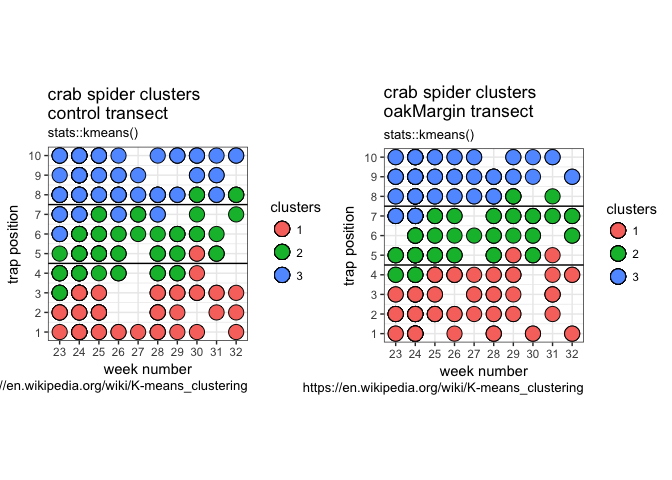 crab spider clusters
control transect
stats::kmeans()
10
9
8
7
6
5
4
3
2
1
trap position
23 24 25 26 27 28 29 30 31 32
week number
//en.wikipedia.org/wiki/K-means_clustering
clusters
1
2
3
crab spider clusters
oakMargin transect
stats::kmeans()
10
9
8
7
6
5
4
3
2
1
trap position
23 24 25 26 27 28 29 30 31 32
week number
https://en.wikipedia.org/wiki/K-means_clustering
clusters
1
2
3